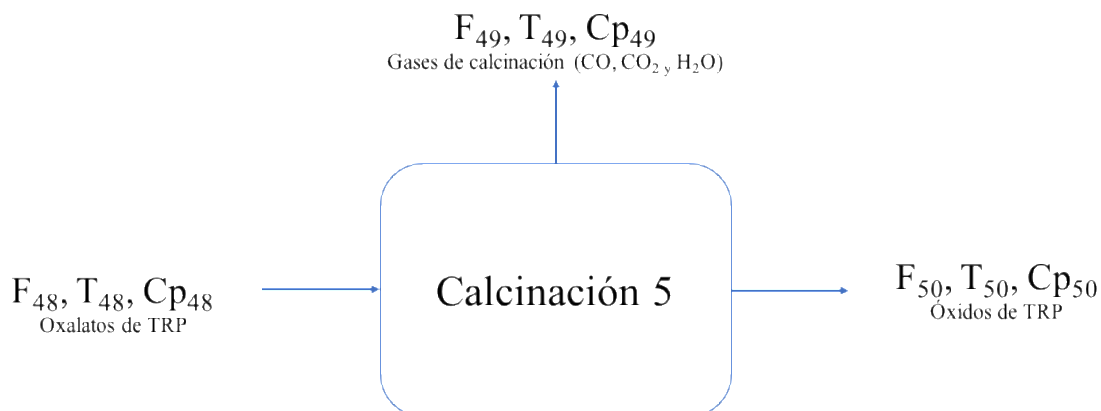 F₄₉, T₄₉, Cp₄₉
Gases de calcinación (CO, CO₂ y H₂O)
F₄₈, T₄₈, Cp₄₈
Oxalatos de TRP
Calcinación 5
F₅₀, T₅₀, Cp₅₀
Óxidos de TRP